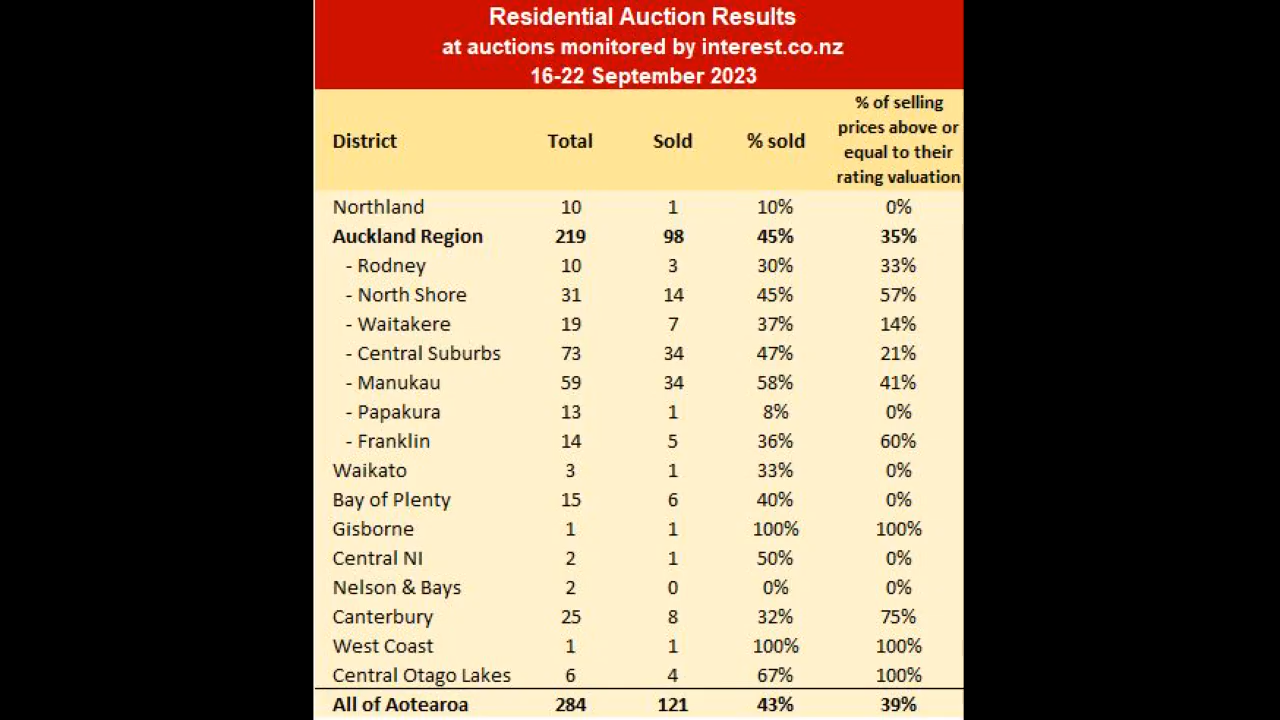 Residential Auction Results
at auctions monitored by interest.co.nz
16-22 September 2023
District Total Sold % sold % of selling prices above or equal to their rating valuation
Northland 10 1 10% 0%
Auckland Region 219 98 45% 35%
- Rodney 10 3 30% 33%
- North Shore 31 14 45% 57%
- Waitakere 19 7 37% 14%
- Central Suburbs 73 34 47% 21%
- Manukau 59 34 58% 41%
- Papakura 13 1 8% 0%
- Franklin 14 5 36% 60%
Waikato 3 1 33% 0%
Bay of Plenty 15 6 40% 0%
Gisborne 1 1 100% 100%
Central NI 2 1 50% 0%
Nelson & Bays 2 0 0% 0%
Canterbury 25 8 32% 75%
West Coast 1 1 100% 100%
Central Otago Lakes 6 4 67% 100%
All of Aotearoa 284 121 43% 39%